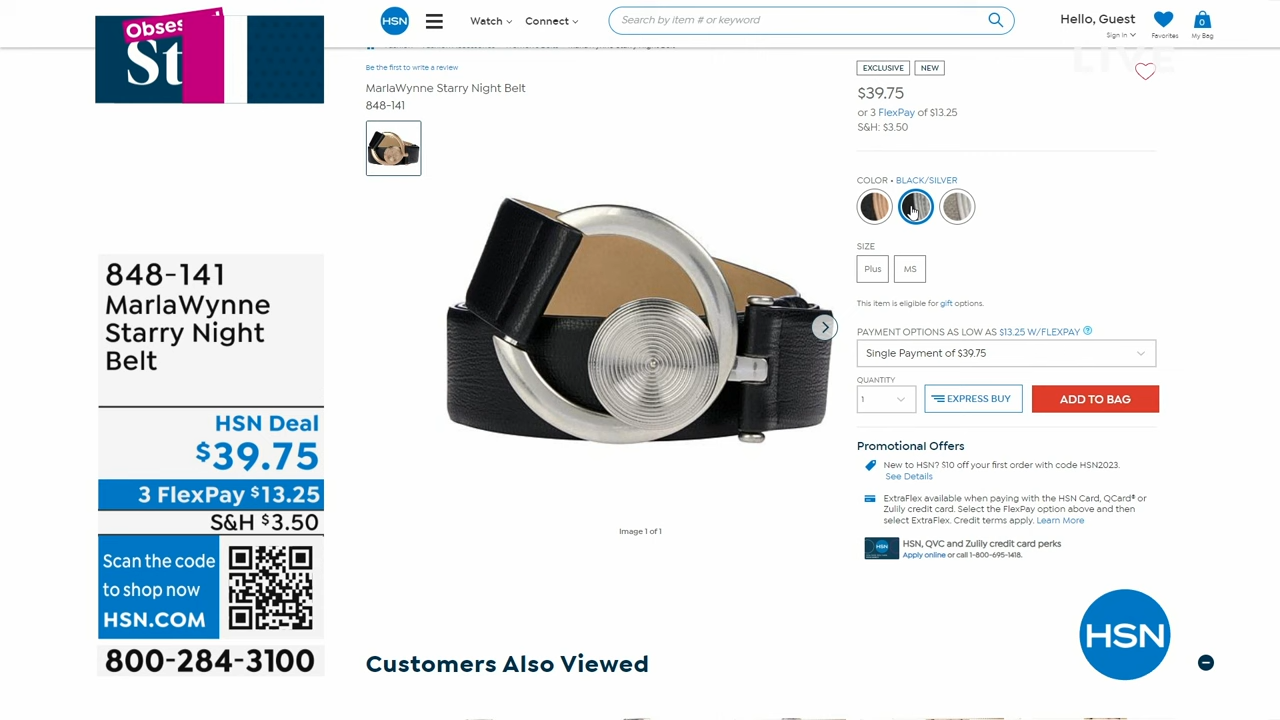 Obses
St
HSN
Watch
Connect
Search by item # or keyword
Hello, Guest
Sign In
Favorites
0
My Bag
LIVE
Be the first to write a review
MarlaWynne Starry Night Belt
848-141
EXCLUSIVE
NEW
$39.75
or 3 FlexPay of $13.25
S&H: $3.50
COLOR • BLACK/SILVER
SIZE
Plus
MS
This item is eligible for gift options.
PAYMENT OPTIONS AS LOW AS $13.25 W/FLEXPAY
Single Payment of $39.75
QUANTITY
1
EXPRESS BUY
ADD TO BAG
Promotional Offers
New to HSN? $10 off your first order with code HSN2023.
See Details
ExtraFlex available when paying with the HSN Card, QCard® or
Zulily credit card. Select the FlexPay option above and then
select ExtraFlex. Credit terms apply. Learn More
HSN, QVC and Zulily credit card perks
Apply online or call 1-800-695-1418.
Image 1 of 1
Customers Also Viewed
HSN
848-141
MarlaWynne
Starry Night
Belt
HSN Deal
$39.75
3 FlexPay $13.25
S&H $3.50
Scan the code
to shop now
HSN.COM
800-284-3100